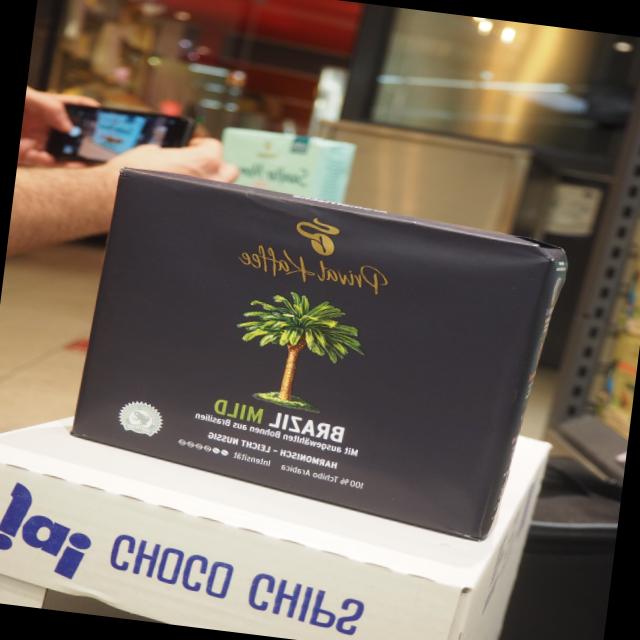 Privat Kaffee
BRAZIL MILD
Mit ausgewählten Bohnen aus Brasilien
HARMONISCH – LEICHT NUSSIG
100 % Tchibo Arabica Intensität
ja! CHOCO CHIPS